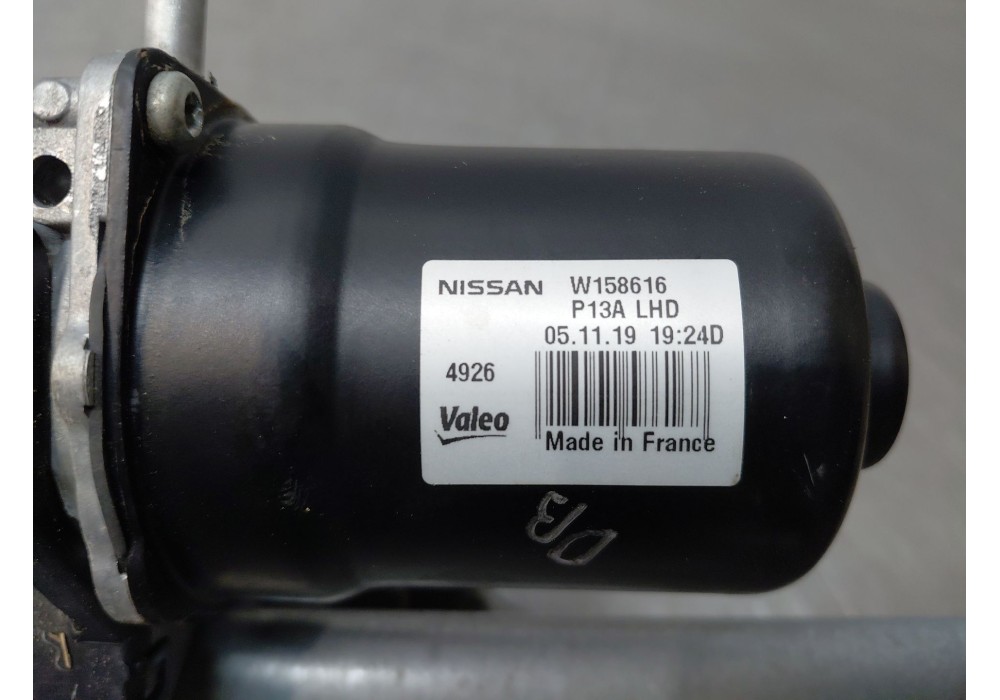 NISSAN W158616
P13A LHD
05.11.19 19:24D
4926
Valeo
Made in France